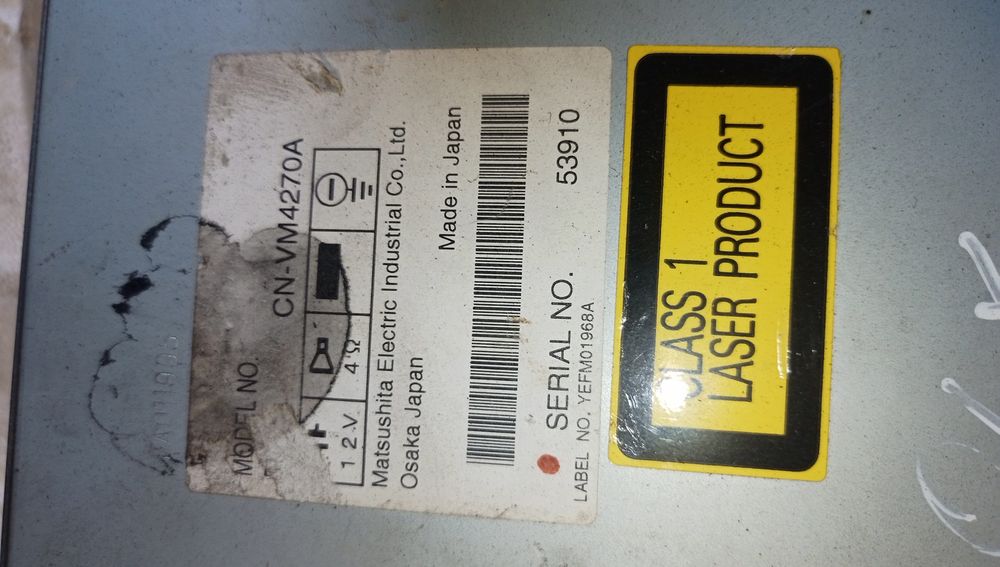 MODEL NO.
CN-VM4270A
12V 4Ω
Matsushita Electric Industrial Co.,Ltd.
Osaka Japan
Made in Japan
SERIAL NO. 53910
LABEL NO. YEFM01968A
CLASS 1
LASER PRODUCT